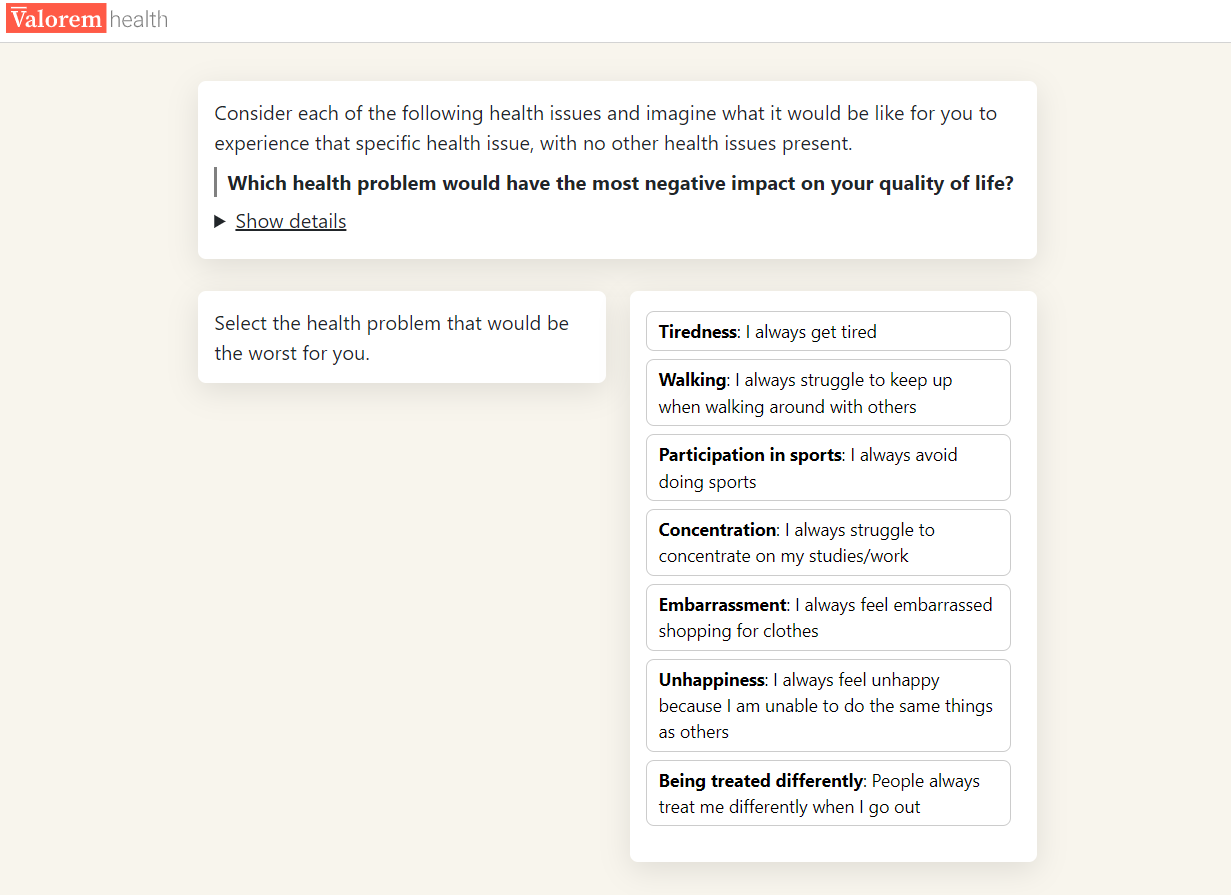 Valorem health
Consider each of the following health issues and imagine what it would be like for you to
experience that specific health issue, with no other health issues present.
Which health problem would have the most negative impact on your quality of life?
Show details
Select the health problem that would be
the worst for you.
Tiredness: I always get tired
Walking: I always struggle to keep up
when walking around with others
Participation in sports: I always avoid
doing sports
Concentration: I always struggle to
concentrate on my studies/work
Embarrassment: I always feel embarrassed
shopping for clothes
Unhappiness: I always feel unhappy
because I am unable to do the same things
as others
Being treated differently: People always
treat me differently when I go out